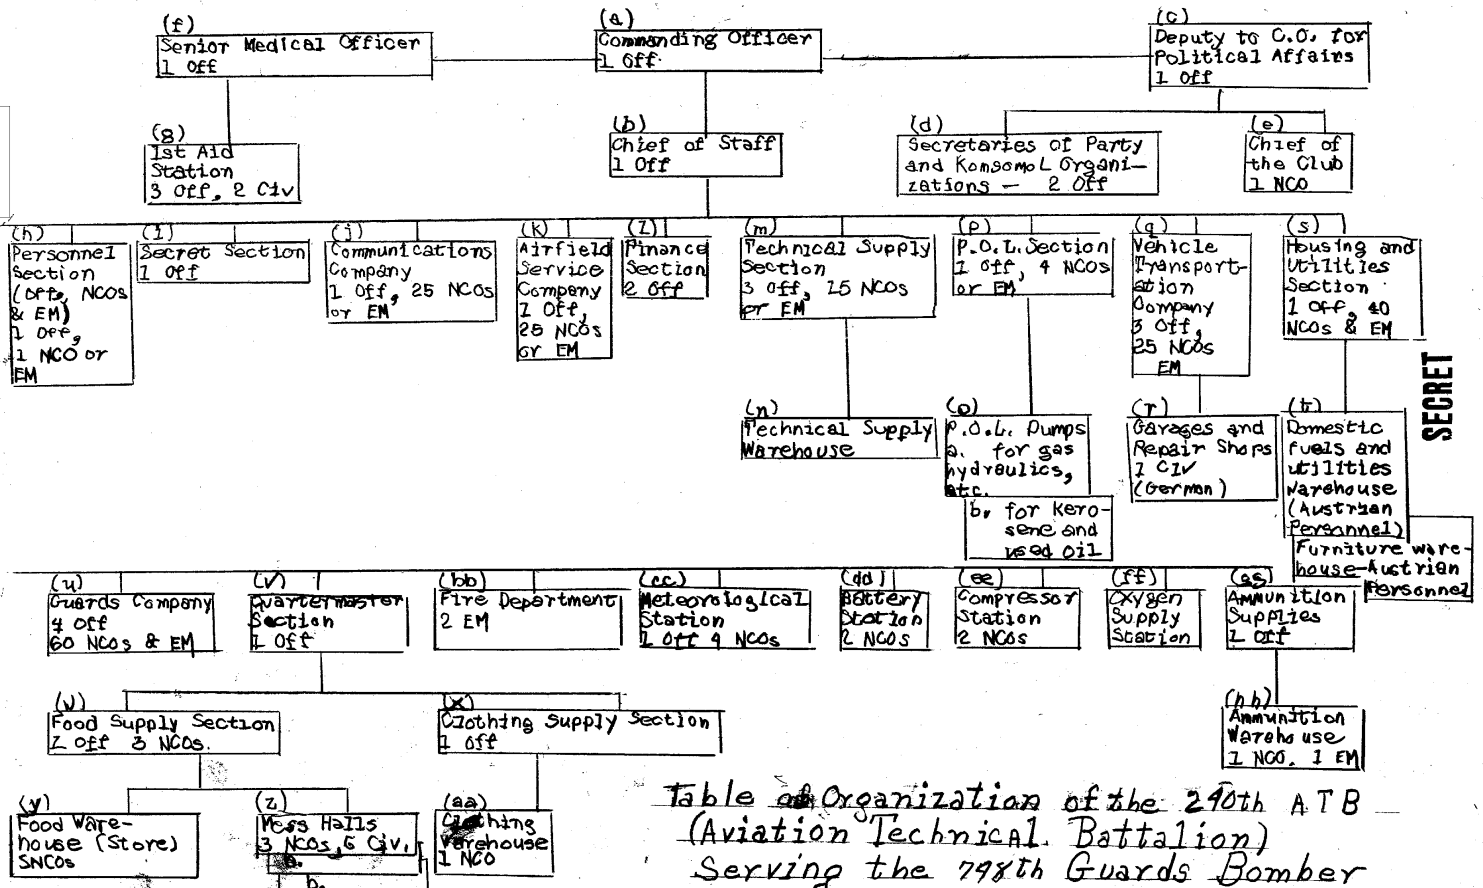 (f)
Senior Medical Officer
1 Off
(a)
Commanding Officer
1 Off.
(c)
Deputy to C.O. for
Political Affairs
1 Off
(g)
1st Aid
Station
3 Off, 2 Civ
(b)
Chief of Staff
1 Off
(d)
Secretaries of Party
and Konsomol Organi-
zations — 2 Off
(e)
Chief of
the Club
1 NCO
(h)
Personnel
Section
(Offs, NCOs
& EM)
1 Off,
1 NCO or
EM
(i)
Secret Section
1 Off
(j)
Communications
Company
1 Off, 25 NCOs
or EM
(k)
Airfield
Service
Company
1 Off,
25 NCOs
or EM
(l)
Finance
Section
2 Off
(m)
Technical Supply
Section
3 Off, 15 NCOs
or EM
(p)
P.O.L. Section
1 Off, 4 NCOs
or EM
(q)
Vehicle
Transport-
ation
Company
3 Off,
25 NCOs
EM
(s)
Housing and
Utilities
Section
1 Off, 40
NCOs & EM
SECRET
(n)
Technical Supply
Warehouse
(o)
P.O.L. Pumps
a. for gas
hydraulics,
etc.
b. for Kero-
sene and
used oil
(r)
Garages and
Repair Shops
1 Civ
(German)
(t)
Domestic
fuels and
utilities
Warehouse
(Austrian
Personnel)
Furniture ware-
house-Austrian
Personnel
(u)
Guards Company
4 Off
60 NCOs & EM
(v)
Quartermaster
Section
1 Off
(bb)
Fire Department
2 EM
(cc)
Meteorological
Station
1 Off 4 NCOs
(dd)
Battery
Station
2 NCOs
(ee)
Compressor
Station
2 NCOs
(ff)
Oxygen
Supply
Station
(gg)
Ammunition
Supplies
1 Off
(w)
Food Supply Section
1 Off 3 NCOs.
(x)
Clothing Supply Section
1 Off
(hh)
Ammunition
Warehouse
1 NCO. 1 EM
(y)
Food Ware-
house (Store)
5NCOs
(z)
Mess Halls
3 NCOs, 6 Civ.
a.
b.
(aa)
Clothing
Warehouse
1 NCO
Table of Organization of the 290th ATB
(Aviation Technical Battalion)
Serving the 798th Guards Bomber